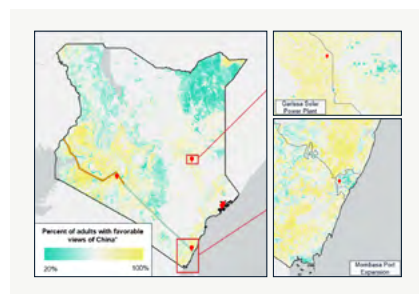 Garissa Solar
Power Plant
Percent of adults with favorable
views of China*
20%
100%
Mombasa Port
Expansion